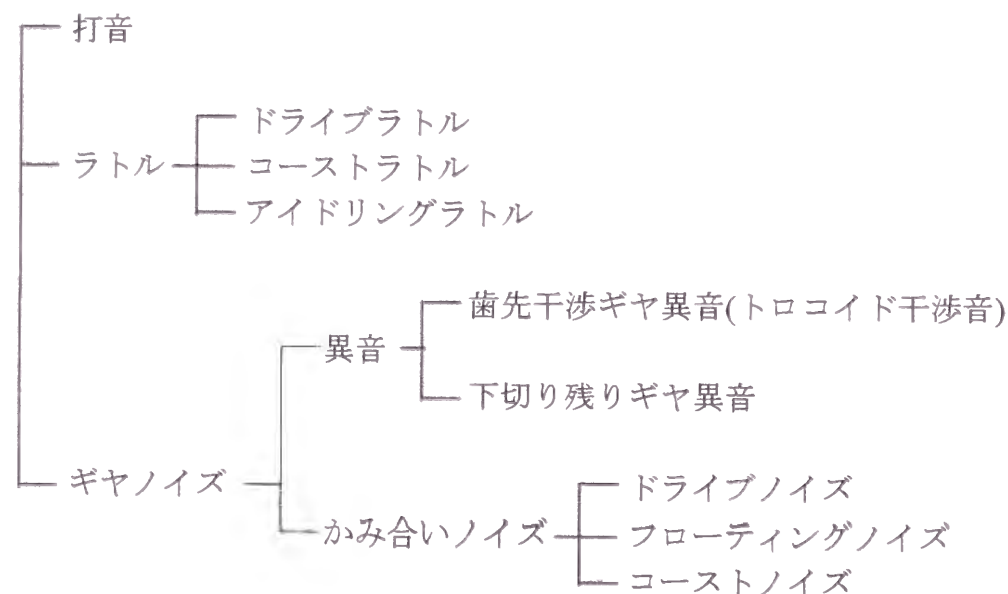 打音
ドライブラトル
ラトル
コーストラトル
アイドリングラトル
歯先干渉ギヤ異音(トロコイド干渉音)
異音
下切り残りギヤ異音
ギヤノイズ
ドライブノイズ
かみ合いノイズ
フローティングノイズ
コーストノイズ